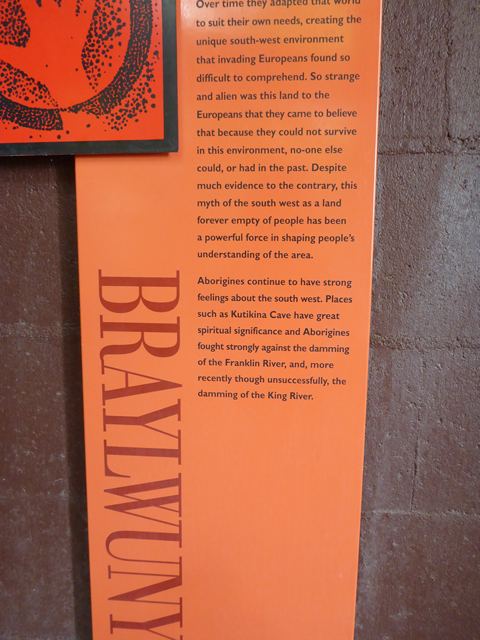 Over time they adapted that world
to suit their own needs, creating the
unique south-west environment
that invading Europeans found so
difficult to comprehend. So strange
and alien was this land to the
Europeans that they came to believe
that because they could not survive
in this environment, no-one else
could, or had in the past. Despite
much evidence to the contrary, this
myth of the south west as a land
forever empty of people has been
a powerful force in shaping people's
understanding of the area.
Aborigines continue to have strong
feelings about the south west. Places
such as Kutikina Cave have great
spiritual significance and Aborigines
fought strongly against the damming
of the Franklin River, and, more
recently though unsuccessfully, the
damming of the King River.
BRAYLWUNY